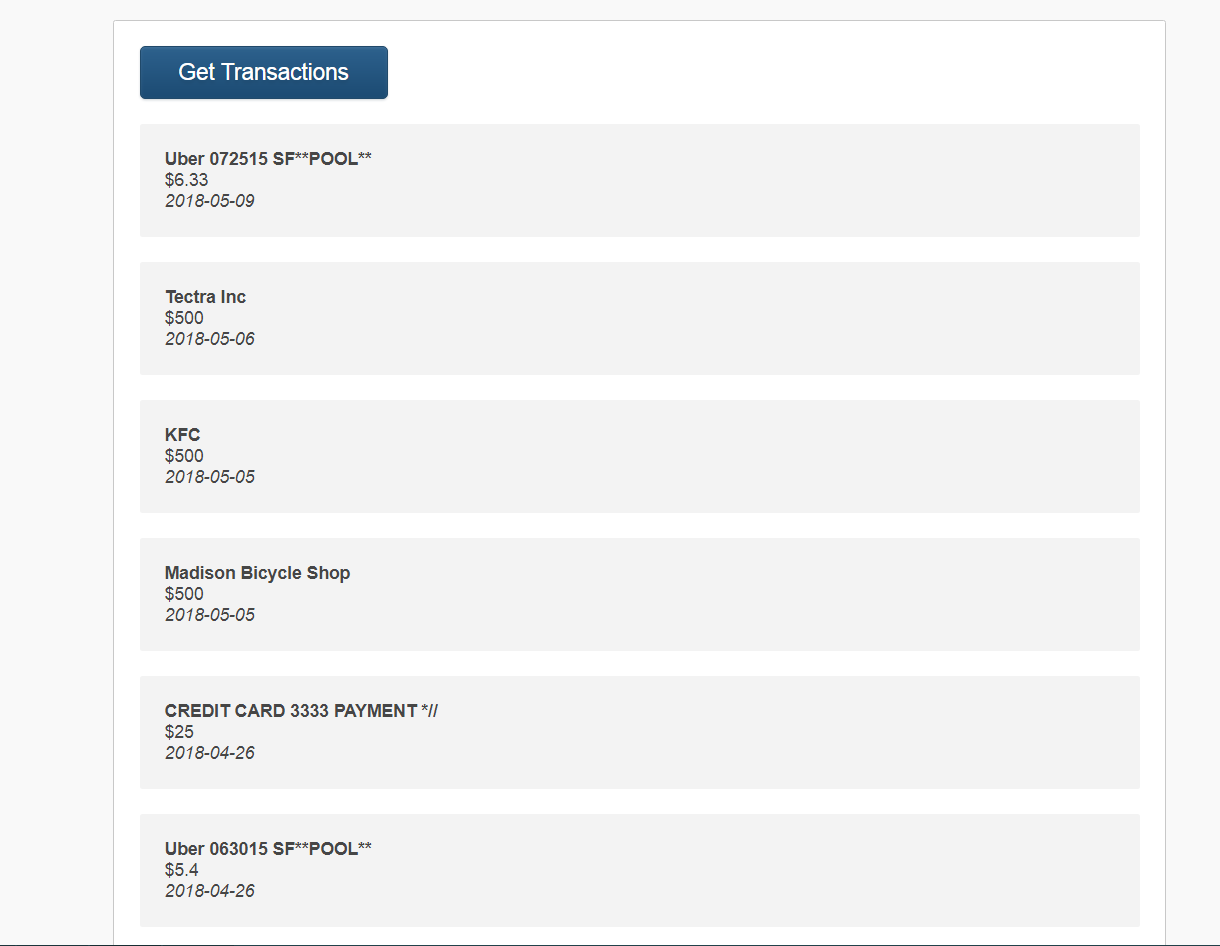 Get Transactions
Uber 072515 SF**POOL**
$6.33
2018-05-09
Tectra Inc
$500
2018-05-06
KFC
$500
2018-05-05
Madison Bicycle Shop
$500
2018-05-05
CREDIT CARD 3333 PAYMENT *//
$25
2018-04-26
Uber 063015 SF**POOL**
$5.4
2018-04-26